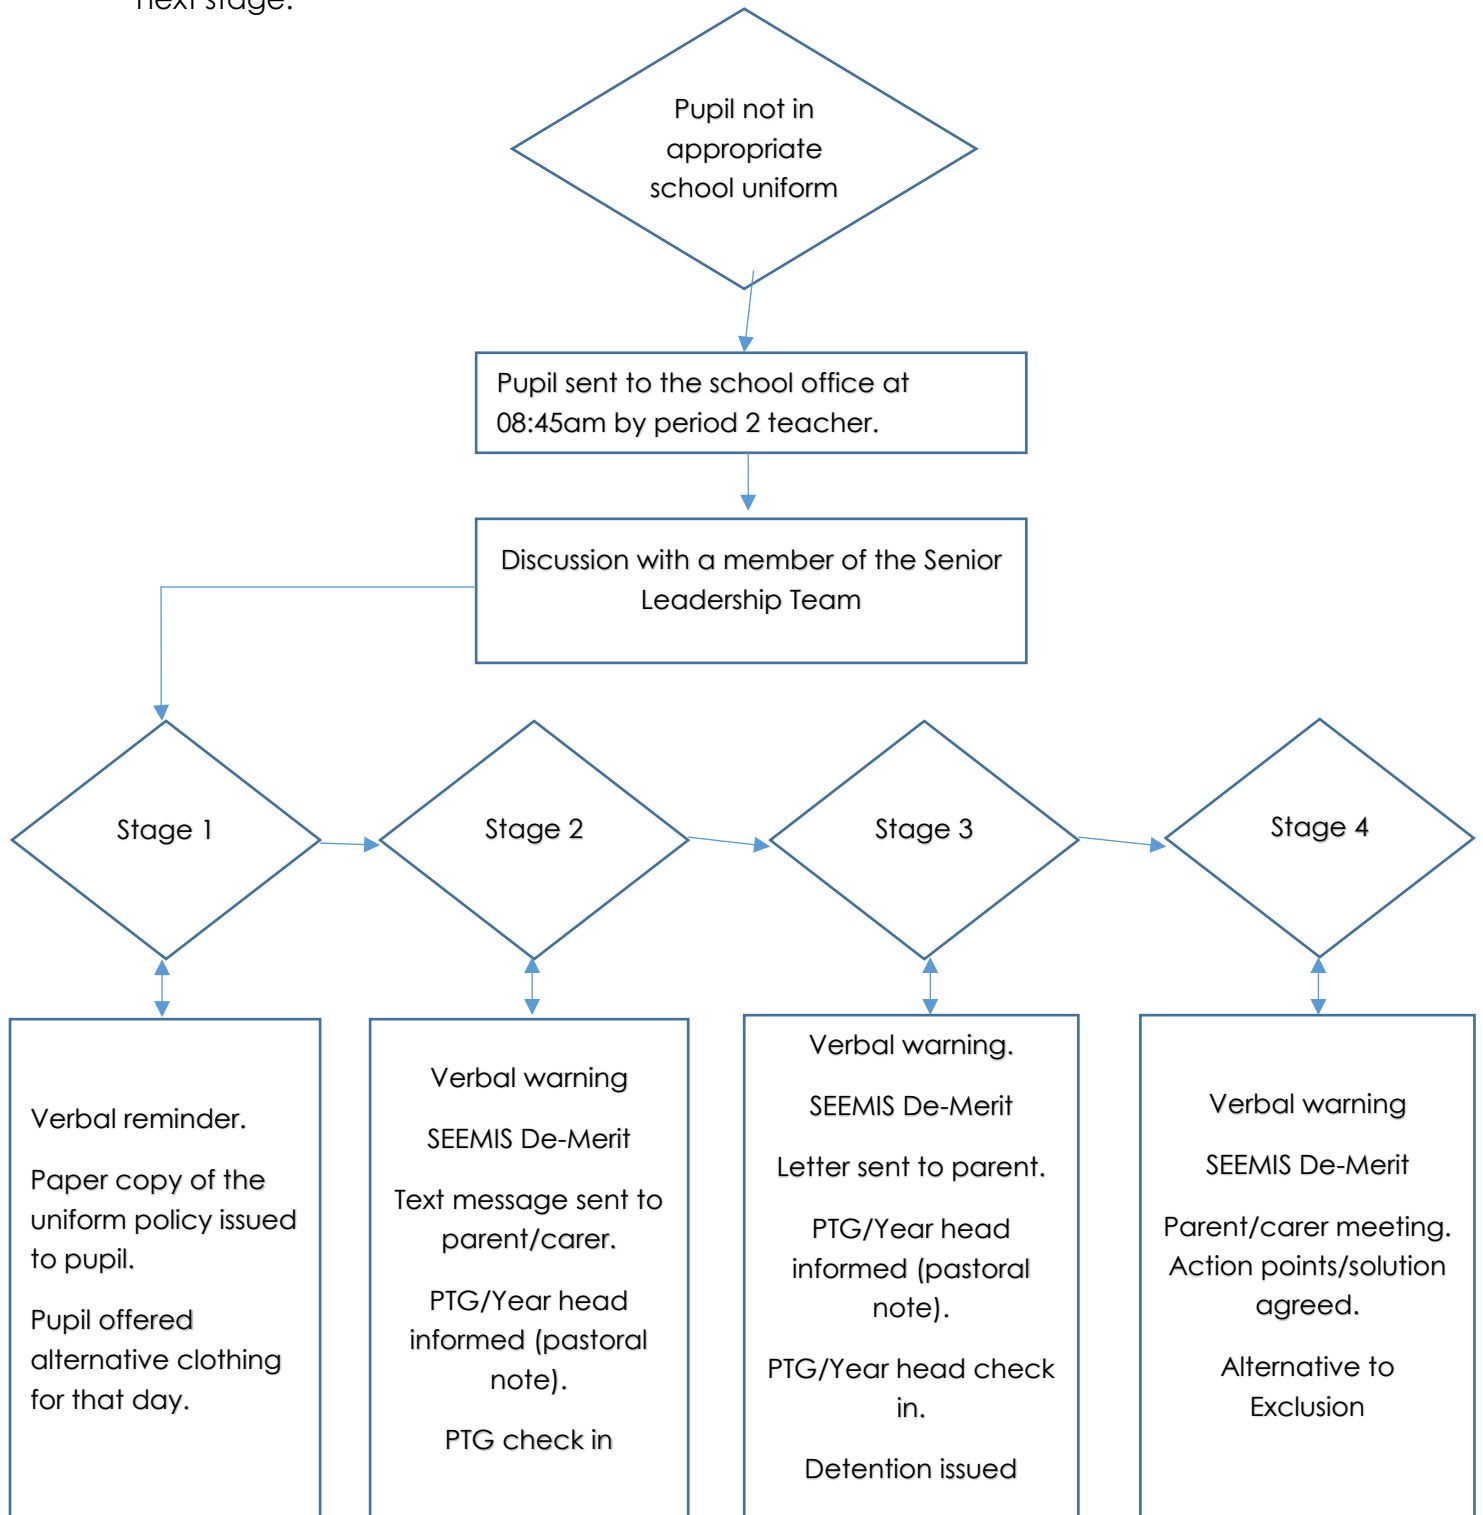 next stage.
Pupil not in
appropriate
school uniform
Pupil sent to the school office at
08:45am by period 2 teacher.
Discussion with a member of the Senior
Leadership Team
Stage 1
Stage 2
Stage 3
Stage 4
Verbal reminder.
Paper copy of the
uniform policy issued
to pupil.
Pupil offered
alternative clothing
for that day.
Verbal warning
SEEMIS De-Merit
Text message sent to
parent/carer.
PTG/Year head
informed (pastoral
note).
PTG check in
Verbal warning.
SEEMIS De-Merit
Letter sent to parent.
PTG/Year head
informed (pastoral
note).
PTG/Year head check
in.
Detention issued
Verbal warning
SEEMIS De-Merit
Parent/carer meeting.
Action points/solution
agreed.
Alternative to
Exclusion